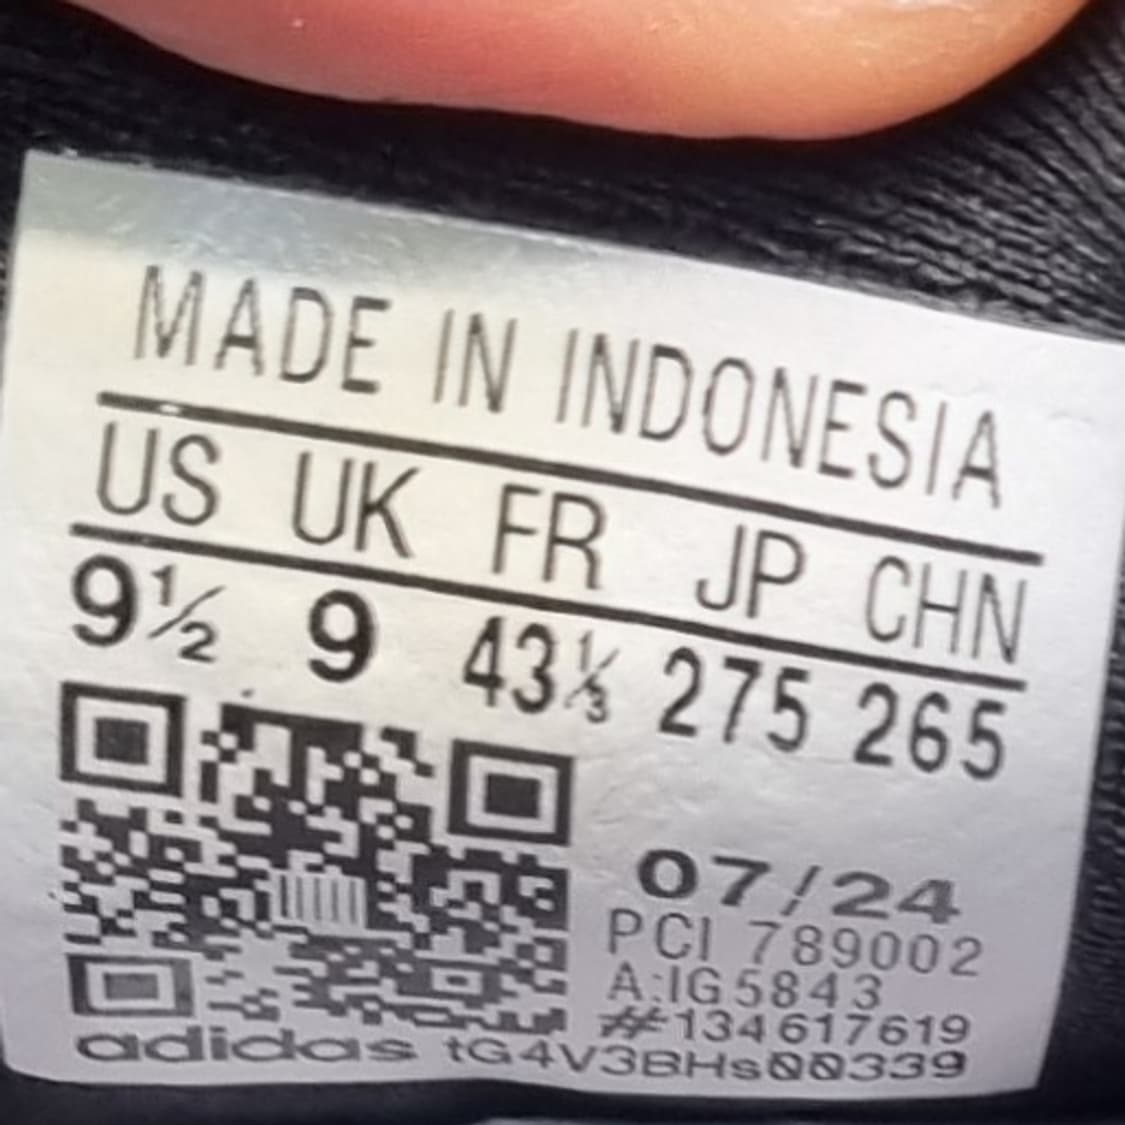 MADE IN INDONESIA
US UK FR JP CHN
9½ 9 43⅓ 275 265
07/24
PCI 789002
A:IG5843
#134617619
adidas tG4V3BHs00339